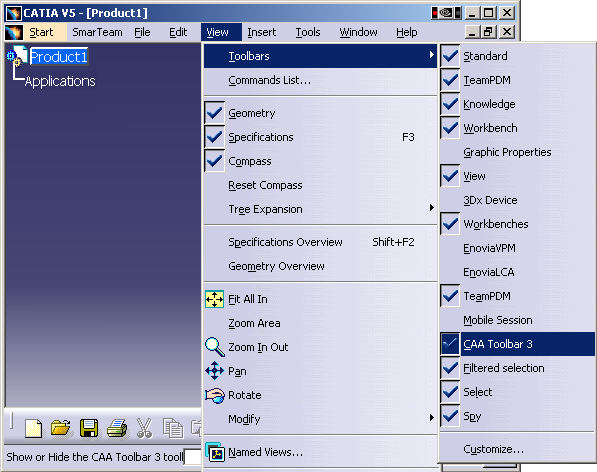 CATIA V5 - [Product1]
Start SmarTeam File Edit View Insert Tools Window Help
Product1
Applications
Toolbars
Commands List...
Geometry
Specifications F3
Compass
Reset Compass
Tree Expansion
Specifications Overview Shift+F2
Geometry Overview
Fit All In
Zoom Area
Zoom In Out
Pan
Rotate
Modify
Named Views...
Standard
TeamPDM
Knowledge
Workbench
Graphic Properties
View
3Dx Device
Workbenches
EnoviaVPM
EnoviaLCA
TeamPDM
Mobile Session
CAA Toolbar 3
Filtered selection
Select
Spy
Customize...
Show or Hide the CAA Toolbar 3 tool